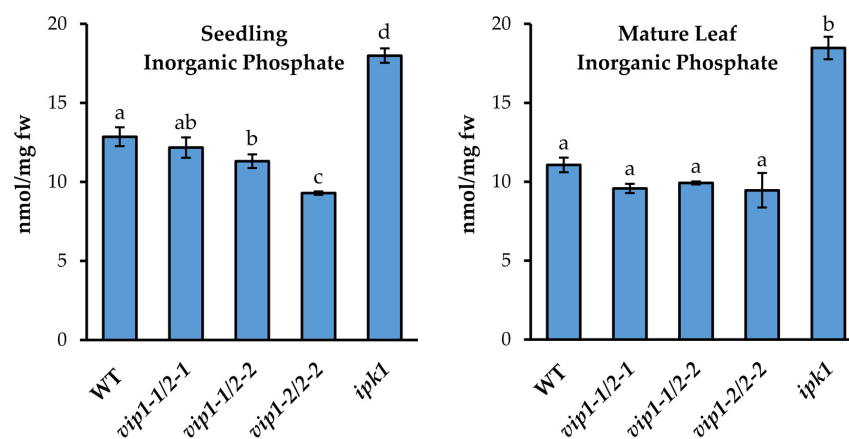 Seedling
Inorganic Phosphate
nmol/mg fw
20
15
10
5
0
a
ab
b
c
d
WT
vip1-1/2-1
vip1-1/2-2
vip1-2/2-2
ipk1
Mature Leaf
Inorganic Phosphate
nmol/mg fw
20
15
10
5
0
a
a
a
a
b
WT
vip1-1/2-1
vip1-1/2-2
vip1-2/2-2
ipk1